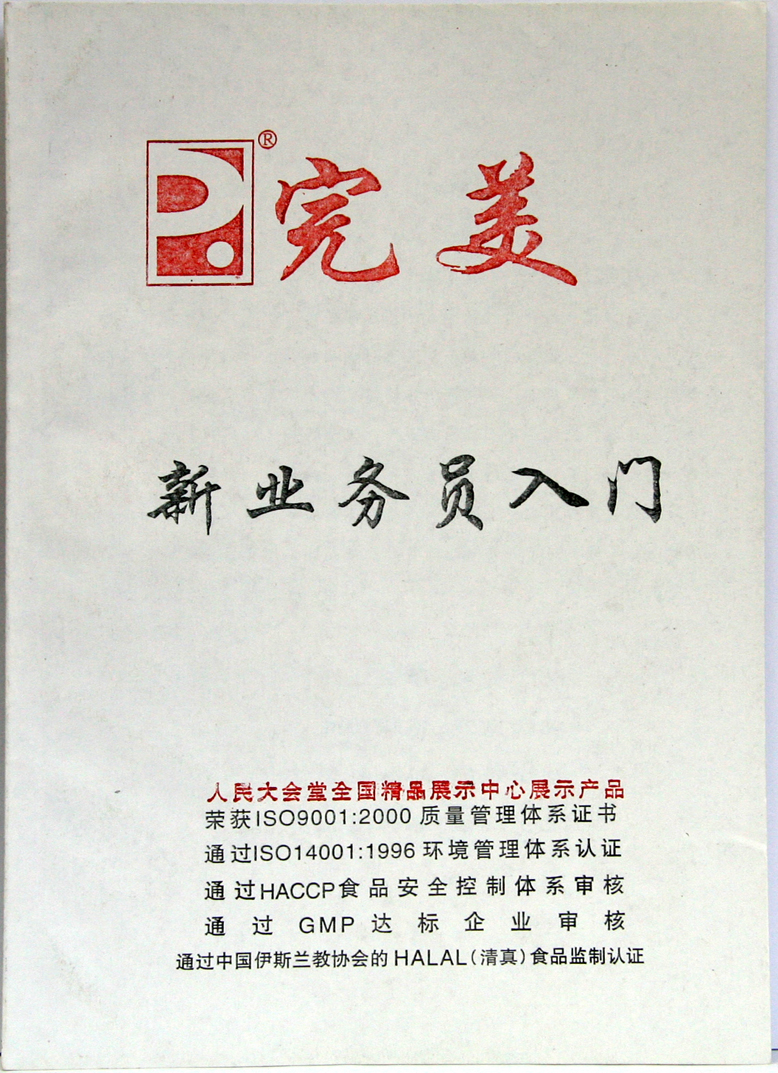 ® 完美
新业务员入门
人民大会堂全国精品展示中心展示产品
荣获ISO9001:2000 质量管理体系证书
通过ISO14001:1996 环境管理体系认证
通过HACCP食品安全控制体系审核
通过 GMP 达标企业审核
通过中国伊斯兰教协会的 HALAL(清真)食品监制认证